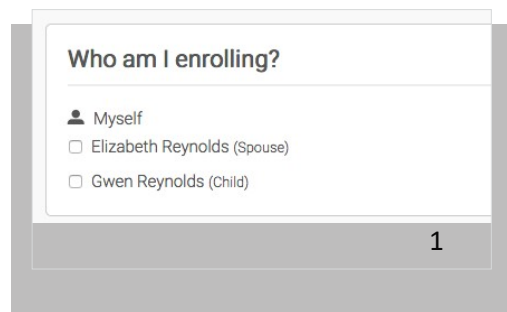 Who am I enrolling?
Myself
Elizabeth Reynolds (Spouse)
Gwen Reynolds (Child)
1